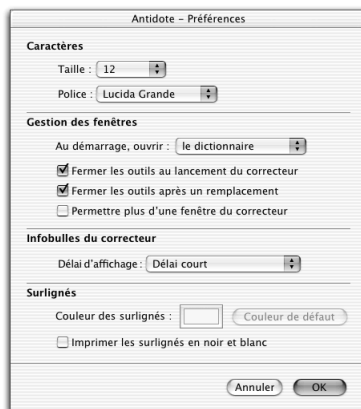 Antidote – Préférences
Caractères
Taille : 12
Police : Lucida Grande
Gestion des fenêtres
Au démarrage, ouvrir : le dictionnaire
Fermer les outils au lancement du correcteur
Fermer les outils après un remplacement
Permettre plus d'une fenêtre du correcteur
Infobulles du correcteur
Délai d'affichage : Délai court
Surlignés
Couleur des surlignés : Couleur de défaut
Imprimer les surlignés en noir et blanc
Annuler OK